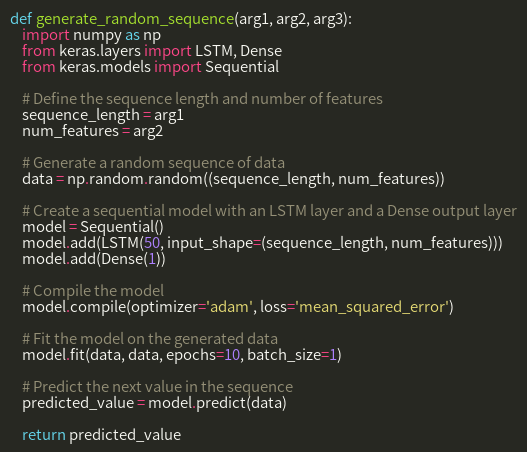 def generate_random_sequence(arg1, arg2, arg3):
import numpy as np
from keras.layers import LSTM, Dense
from keras.models import Sequential
# Define the sequence length and number of features
sequence_length = arg1
num_features = arg2
# Generate a random sequence of data
data = np.random.random((sequence_length, num_features))
# Create a sequential model with an LSTM layer and a Dense output layer
model = Sequential()
model.add(LSTM(50, input_shape=(sequence_length, num_features)))
model.add(Dense(1))
# Compile the model
model.compile(optimizer='adam', loss='mean_squared_error')
# Fit the model on the generated data
model.fit(data, data, epochs=10, batch_size=1)
# Predict the next value in the sequence
predicted_value = model.predict(data)
return predicted_value